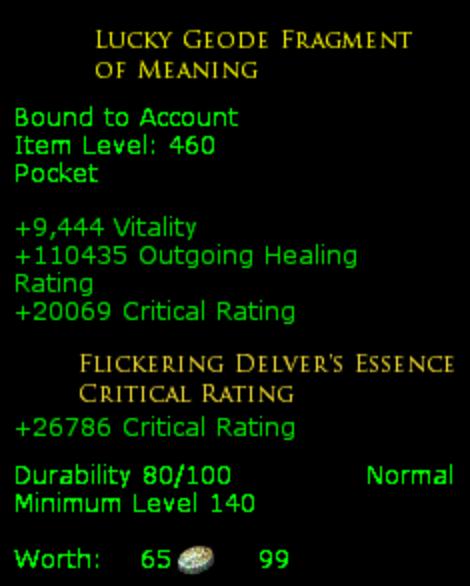 Lucky Geode Fragment
of Meaning
Bound to Account
Item Level: 460
Pocket
+9,444 Vitality
+110435 Outgoing Healing
Rating
+20069 Critical Rating
Flickering Delver's Essence
Critical Rating
+26786 Critical Rating
Durability 80/100 Normal
Minimum Level 140
Worth: 65 99